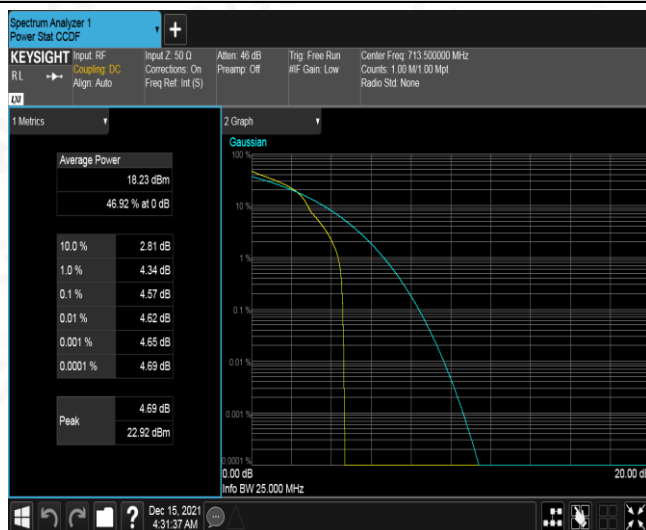 Spectrum Analyzer 1
Power Stat CCDF
+
KEYSIGHT Input: RF Input Z: 50 Ω Atten: 46 dB Trig: Free Run Center Freq: 713.500000 MHz
RL Coupling: DC Corrections: On Preamp: Off #IF Gain: Low Counts: 1.00 M/1.00 Mpt
Align: Auto Freq Ref: Int (S) Radio Std: None
LXI
1 Metrics
Average Power
18.23 dBm
46.92 % at 0 dB
10.0 % 2.81 dB
1.0 % 4.34 dB
0.1 % 4.57 dB
0.01 % 4.62 dB
0.001 % 4.65 dB
0.0001 % 4.69 dB
Peak 4.69 dB
22.92 dBm
2 Graph
Gaussian
100 %
10 %
1 %
0.1 %
0.01 %
0.001 %
0.0001 %
0.00 dB 20.00 dB
Info BW 25.000 MHz
? Dec 15, 2021
4:31:37 AM